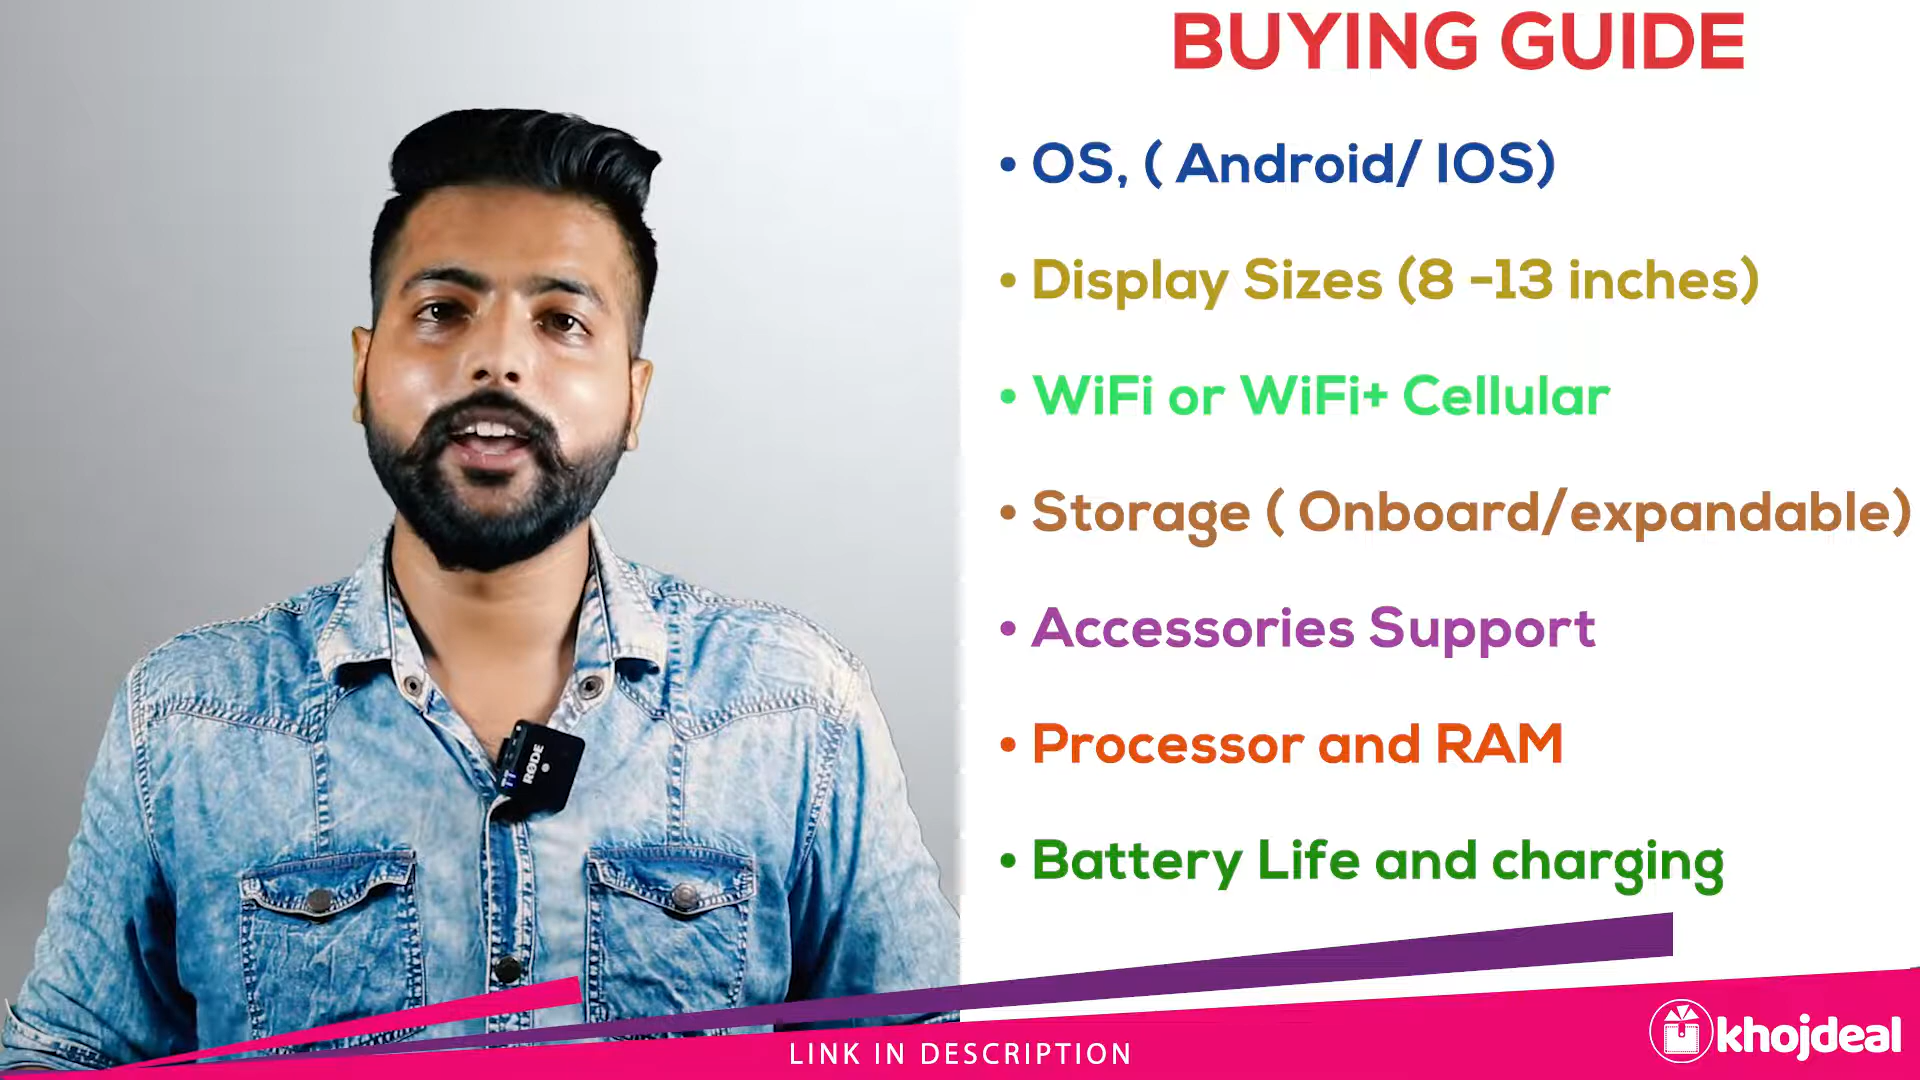 BUYING GUIDE
• OS, ( Android/ IOS)
• Display Sizes (8 -13 inches)
• WiFi or WiFi+ Cellular
• Storage ( Onboard/expandable)
• Accessories Support
• Processor and RAM
• Battery Life and charging
RØDE
LINK IN DESCRIPTION
khojdeal